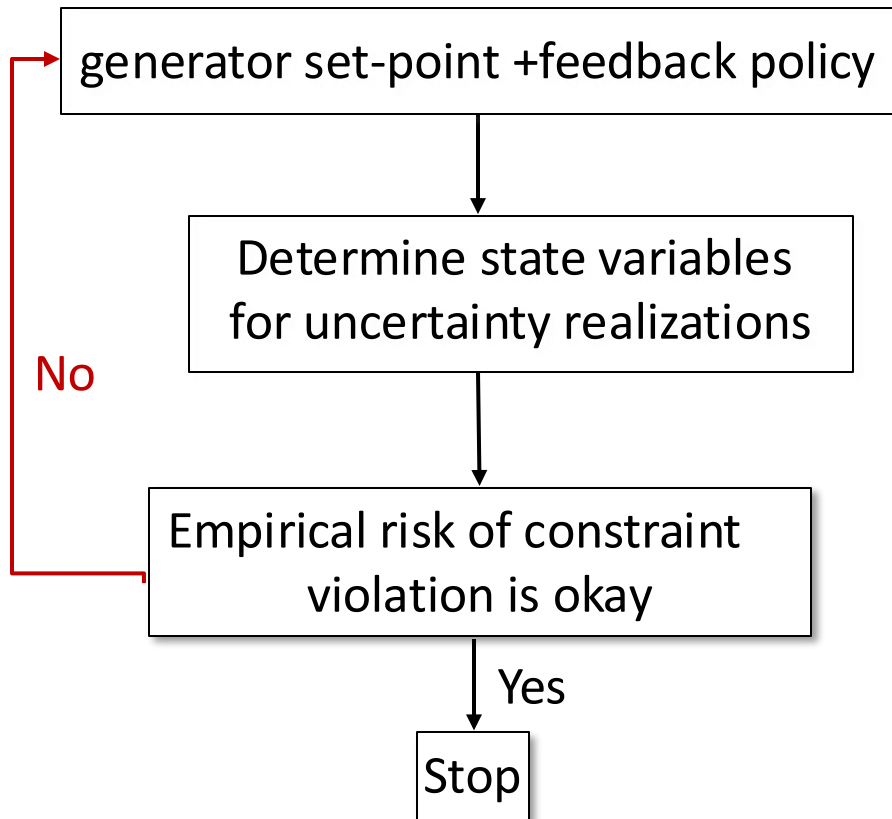 generator set-point +feedback policy
Determine state variables
for uncertainty realizations
No
Empirical risk of constraint
violation is okay
Yes
Stop